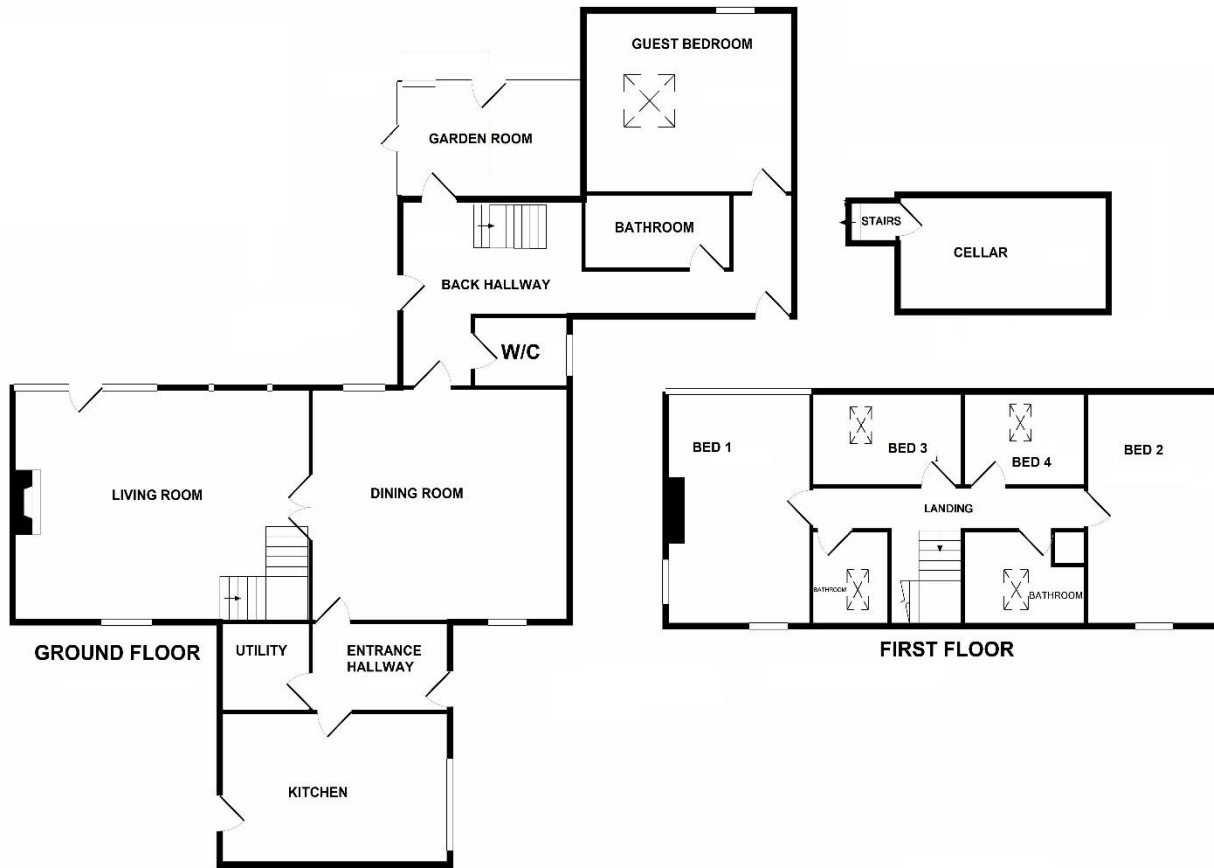 GUEST BEDROOM
GARDEN ROOM
BATHROOM
BACK HALLWAY
W/C
LIVING ROOM
DINING ROOM
GROUND FLOOR
UTILITY
ENTRANCE
HALLWAY
KITCHEN
STAIRS
CELLAR
BED 1
BED 3
BED 4
BED 2
LANDING
BATHROOM
BATHROOM
FIRST FLOOR